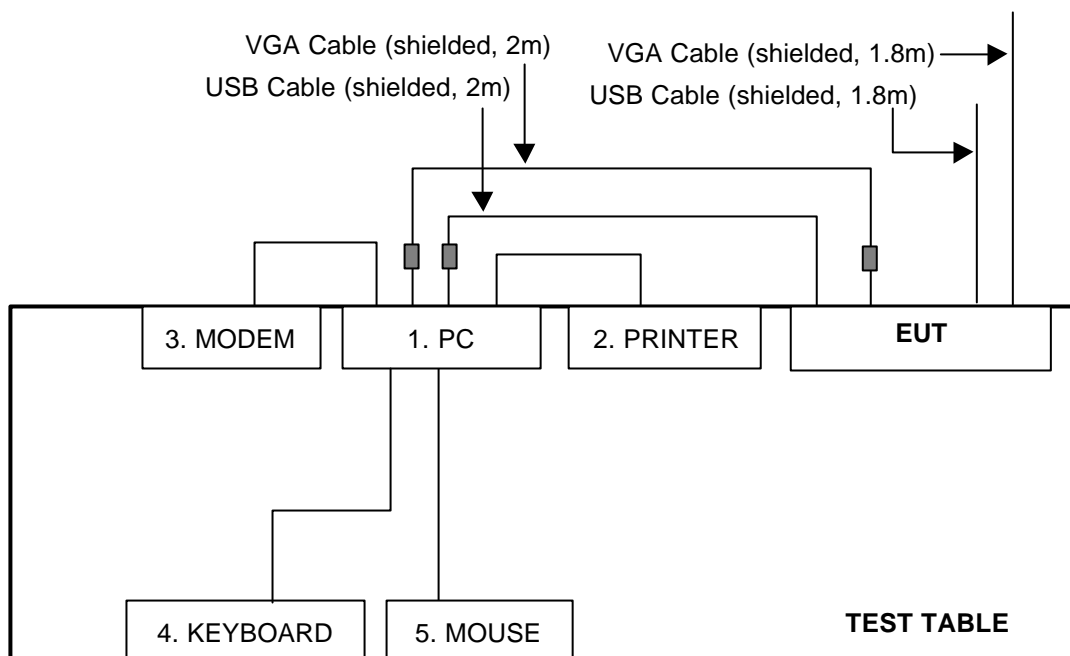 VGA Cable (shielded, 2m)
USB Cable (shielded, 2m)
VGA Cable (shielded, 1.8m)
USB Cable (shielded, 1.8m)
3. MODEM
1. PC
2. PRINTER
EUT
4. KEYBOARD
5. MOUSE
TEST TABLE